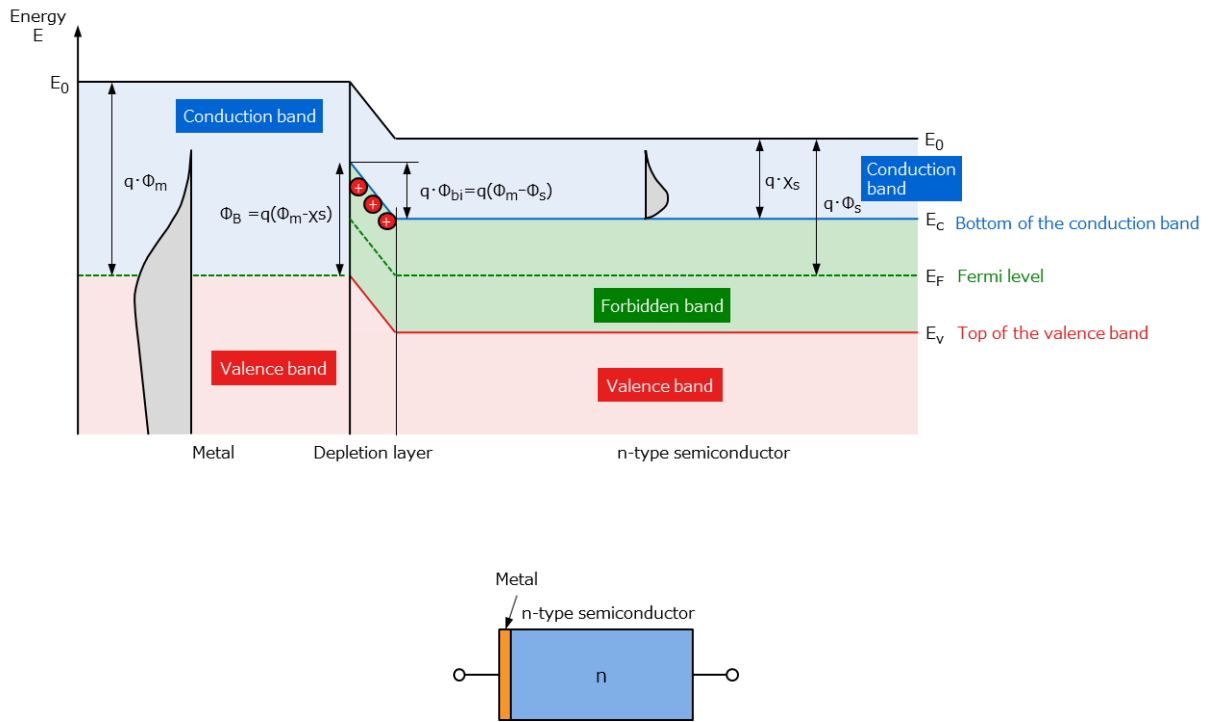 Energy
E
E₀
Conduction band
E₀
Conduction
band
q·Φm
q·χs
ΦB =q(Φm-χs)
q·Φbi=q(Φm-Φs)
q·Φs
Ec Bottom of the conduction band
EF Fermi level
Forbidden band
Ev Top of the valence band
Valence band
Valence band
Metal
Depletion layer
n-type semiconductor
+
+
+
Metal
n-type semiconductor
n